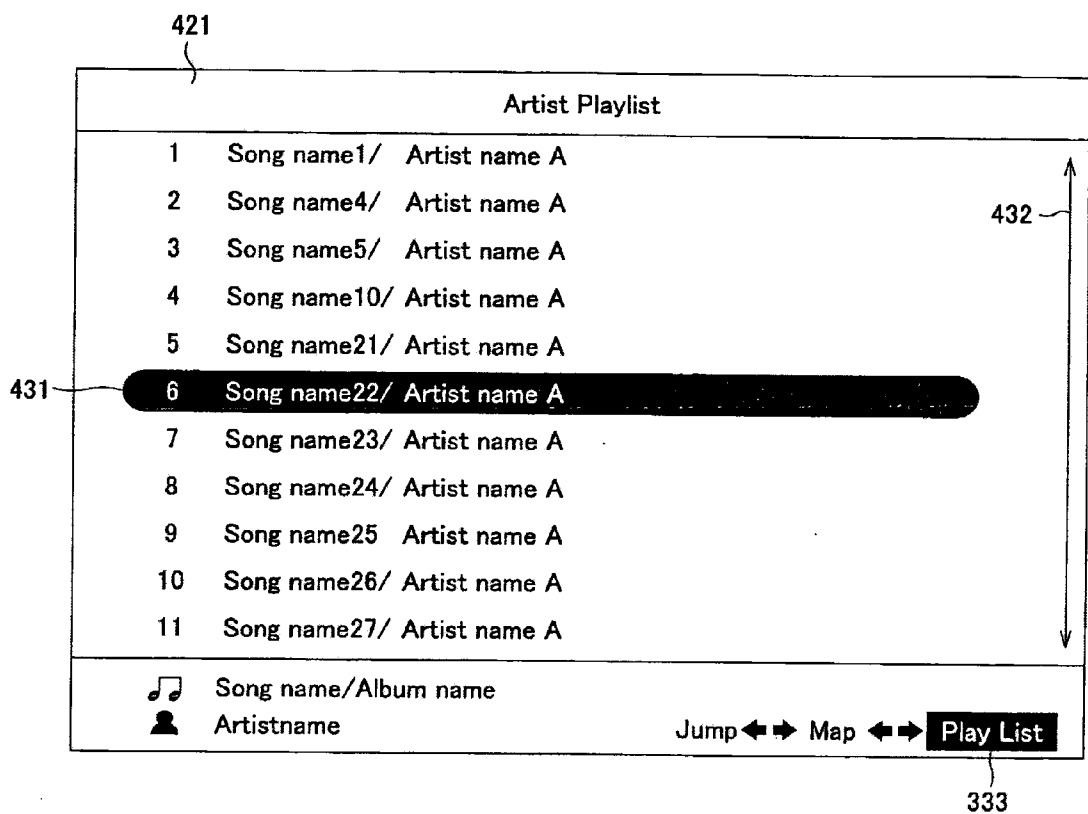 421
Artist Playlist
1 Song name1/ Artist name A
2 Song name4/ Artist name A
432
3 Song name5/ Artist name A
4 Song name10/ Artist name A
5 Song name21/ Artist name A
431
6 Song name22/ Artist name A
7 Song name23/ Artist name A
8 Song name24/ Artist name A
9 Song name25 Artist name A
10 Song name26/ Artist name A
11 Song name27/ Artist name A
Song name/Album name
Artistname
Jump Map Play List
333